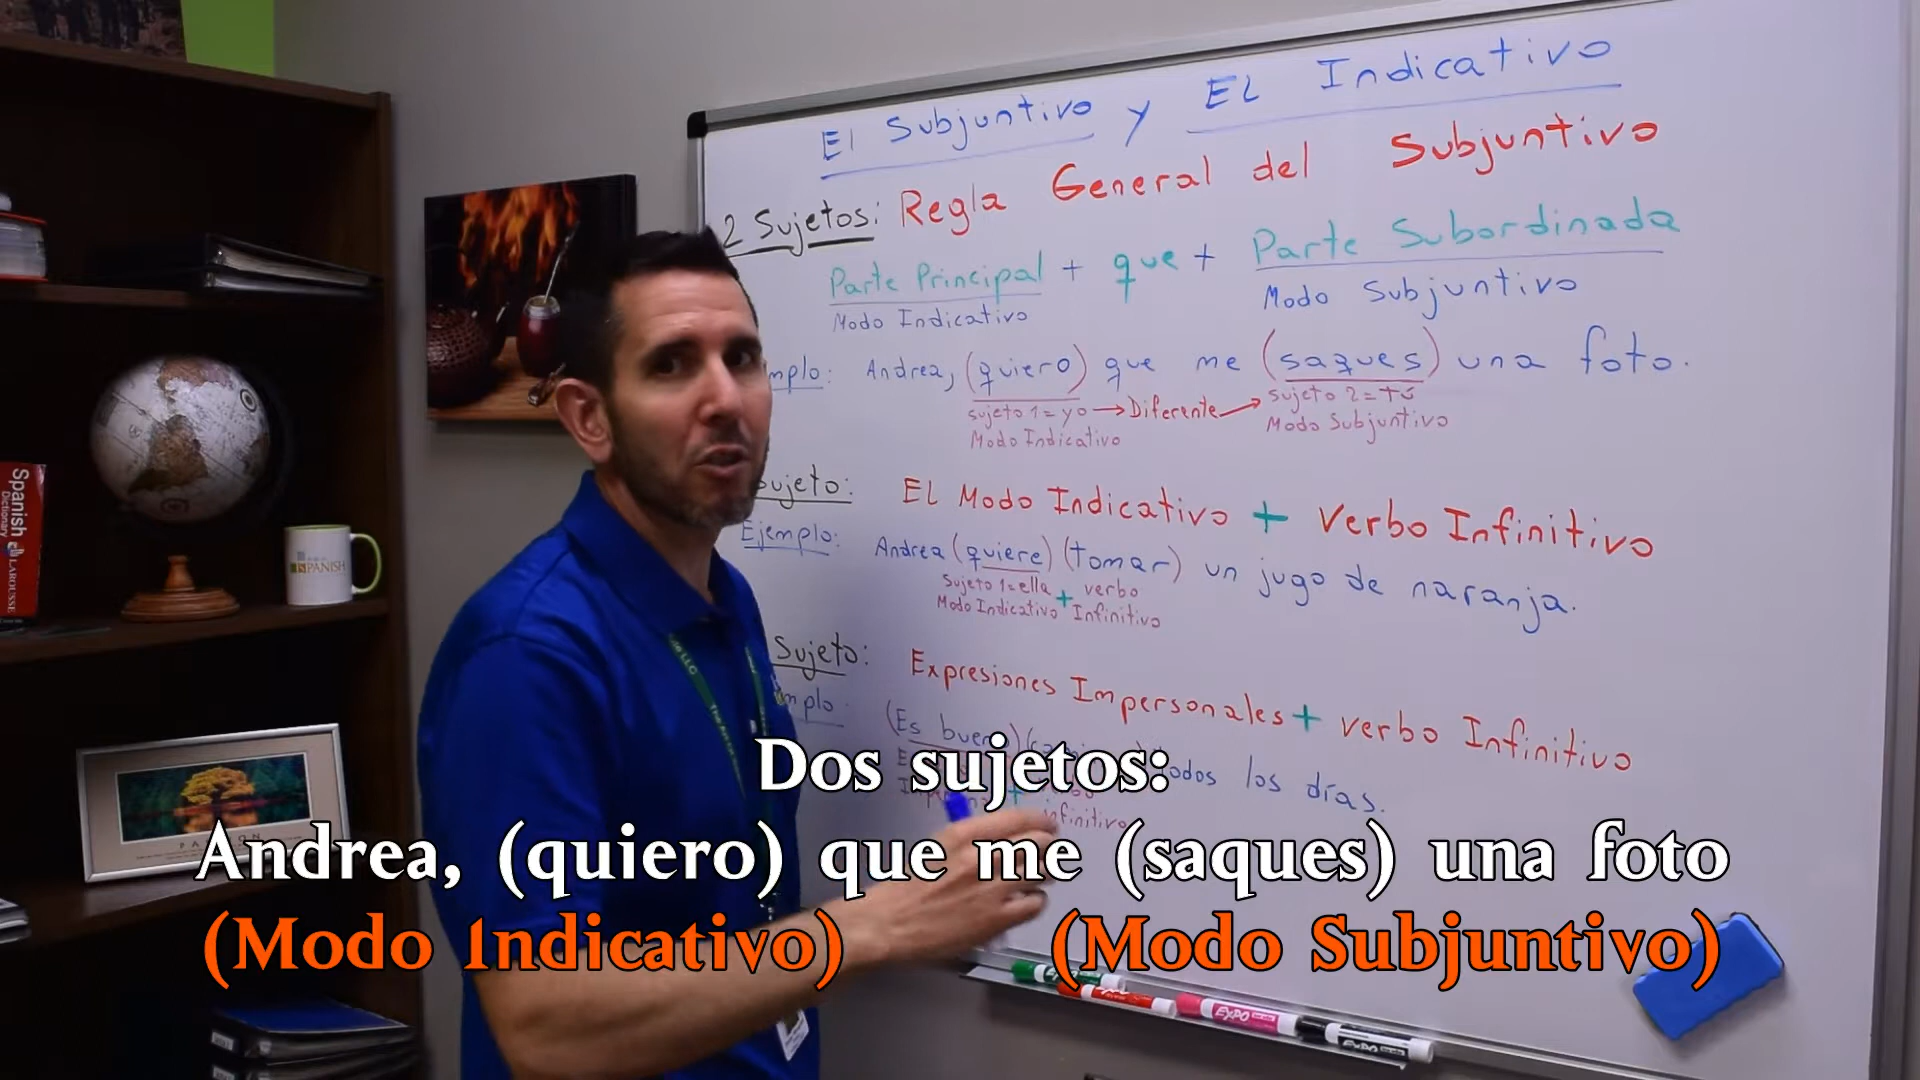 El Subjuntivo y El Indicativo
2 Sujetos: Regla General del Subjuntivo
Parte Principal + que + Parte Subordinada
Modo Indicativo Modo Subjuntivo
Andrea, (quiero) que me (saques) una foto.
sujeto 1 = yo → Diferente → sujeto 2 = tú
Modo Indicativo Modo Subjuntivo
El Modo Indicativo + Verbo Infinitivo
Ejemplo: Andrea (quiere) (tomar) un jugo de naranja.
Sujeto 1 = ella + verbo
Modo Indicativo Infinitivo
Sujeto: Expresiones Impersonales + verbo Infinitivo
(Es bueno) los días.
Dos sujetos:
Andrea, (quiero) que me (saques) una foto
(Modo Indicativo) (Modo Subjuntivo)
Spanish
Dictionary
LAROUSSE
SPANISH
EXPO
EXPO